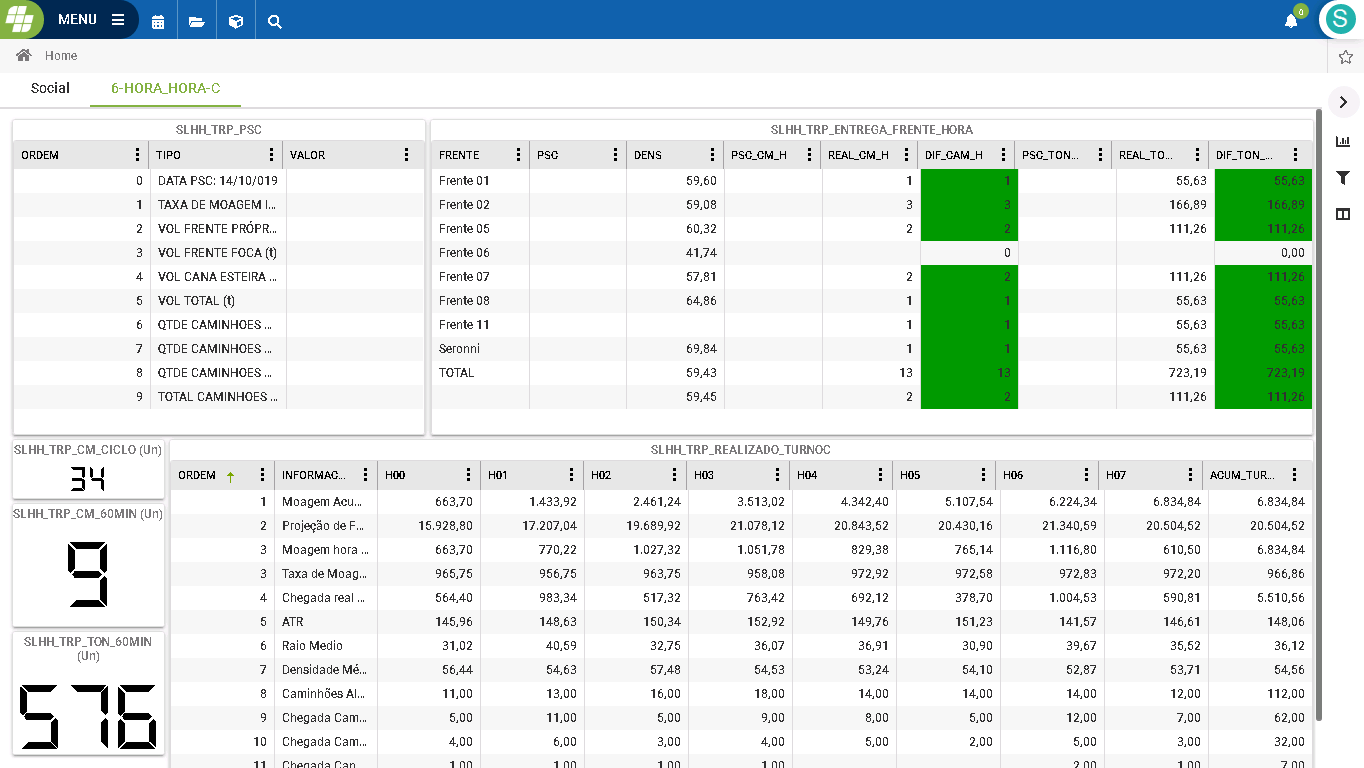 MENU
0
S
Home
Social 6-HORA_HORA-C
SLHH_TRP_PSC
ORDEM TIPO VALOR
0 DATA PSC: 14/10/019
1 TAXA DE MOAGEM I...
2 VOL FRENTE PRÓPR...
3 VOL FRENTE FOCA (t)
4 VOL CANA ESTEIRA ...
5 VOL TOTAL (t)
6 QTDE CAMINHOES ...
7 QTDE CAMINHOES ...
8 QTDE CAMINHOES ...
9 TOTAL CAMINHOES ...
SLHH_TRP_ENTREGA_FRENTE_HORA
FRENTE PSC DENS PSC_CM_H REAL_CM_H DIF_CAM_H PSC_TON... REAL_TO... DIF_TON_...
Frente 01 59,60 1 1 55,63 55,63
Frente 02 59,08 3 3 166,89 166,89
Frente 05 60,32 2 2 111,26 111,26
Frente 06 41,74 0 0,00
Frente 07 57,81 2 2 111,26 111,26
Frente 08 64,86 1 1 55,63 55,63
Frente 11 1 1 55,63 55,63
Seronni 69,84 1 1 55,63 55,63
TOTAL 59,43 13 13 723,19 723,19
59,45 2 2 111,26 111,26
SLHH_TRP_CM_CICLO (Un)
34
SLHH_TRP_CM_60MIN (Un)
9
SLHH_TRP_TON_60MIN
(Un)
576
SLHH_TRP_REALIZADO_TURNOC
ORDEM INFORMAC... H00 H01 H02 H03 H04 H05 H06 H07 ACUM_TUR...
1 Moagem Acu... 663,70 1.433,92 2.461,24 3.513,02 4.342,40 5.107,54 6.224,34 6.834,84 6.834,84
2 Projeção de F... 15.928,80 17.207,04 19.689,92 21.078,12 20.843,52 20.430,16 21.340,59 20.504,52 20.504,52
3 Moagem hora ... 663,70 770,22 1.027,32 1.051,78 829,38 765,14 1.116,80 610,50 6.834,84
3 Taxa de Moag... 965,75 956,75 963,75 958,08 972,92 972,58 972,83 972,20 966,86
4 Chegada real ... 564,40 983,34 517,32 763,42 692,12 378,70 1.004,53 590,81 5.510,56
5 ATR 145,96 148,63 150,34 152,92 149,76 151,23 141,57 146,61 148,06
6 Raio Medio 31,02 40,59 32,75 36,07 36,91 30,90 39,67 35,52 36,12
7 Densidade Mé... 56,44 54,63 57,48 54,53 53,24 54,10 52,87 53,71 54,56
8 Caminhões Al... 11,00 13,00 16,00 18,00 14,00 14,00 14,00 12,00 112,00
9 Chegada Cam... 5,00 11,00 5,00 9,00 8,00 5,00 12,00 7,00 62,00
10 Chegada Cam... 4,00 6,00 3,00 4,00 5,00 2,00 5,00 3,00 32,00
11 Chegada Can... 1,00 1,00 1,00 1,00 2,00 1,00 7,00